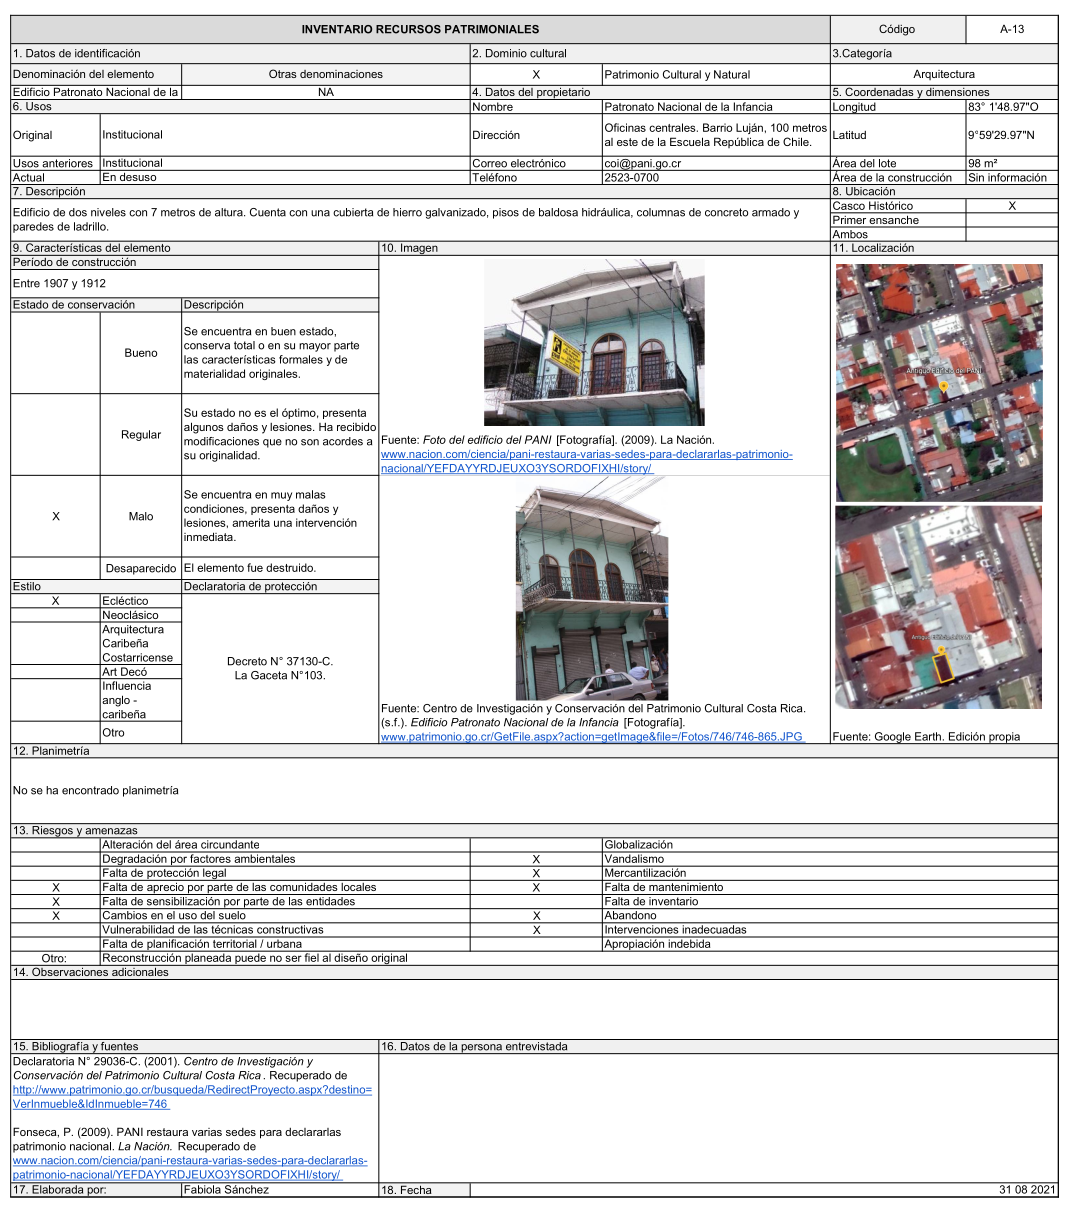 INVENTARIO RECURSOS PATRIMONIALES
Código
A-13
1. Datos de identificación
2. Dominio cultural
3.Categoría
Denominación del elemento
Otras denominaciones
X
Patrimonio Cultural y Natural
Arquitectura
Edificio Patronato Nacional de la
NA
4. Datos del propietario
5. Coordenadas y dimensiones
6. Usos
Nombre
Patronato Nacional de la Infancia
Longitud
83° 1'48.97"O
Original
Institucional
Dirección
Oficinas centrales. Barrio Luján, 100 metros
al este de la Escuela República de Chile.
Latitud
9°59'29.97"N
Usos anteriores
Institucional
Correo electrónico
coi@pani.go.cr
Área del lote
98 m²
Actual
En desuso
Teléfono
2523-0700
Área de la construcción
Sin información
7. Descripción
8. Ubicación
Edificio de dos niveles con 7 metros de altura. Cuenta con una cubierta de hierro galvanizado, pisos de baldosa hidráulica, columnas de concreto armado y
paredes de ladrillo.
Casco Histórico
X
Primer ensanche
Ambos
9. Características del elemento
10. Imagen
11. Localización
Período de construcción
Entre 1907 y 1912
Estado de conservación
Descripción
Bueno
Se encuentra en buen estado,
conserva total o en su mayor parte
las características formales y de
materialidad originales.
Regular
Su estado no es el óptimo, presenta
algunos daños y lesiones. Ha recibido
modificaciones que no son acordes a
su originalidad.
X
Malo
Se encuentra en muy malas
condiciones, presenta daños y
lesiones, amerita una intervención
inmediata.
Desaparecido
El elemento fue destruido.
Estilo
Declaratoria de protección
X
Ecléctico
Neoclásico
Arquitectura
Caribeña
Costarricense
Art Decó
Influencia
anglo -
caribeña
Otro
Decreto N° 37130-C.
La Gaceta N°103.
Fuente: Foto del edificio del PANI [Fotografía]. (2009). La Nación.
www.nacion.com/ciencia/pani-restaura-varias-sedes-para-declararlas-patrimonio-
nacional/YEFDAYYRDJEUXO3YSORDOFIXHI/story/
Fuente: Centro de Investigación y Conservación del Patrimonio Cultural Costa Rica.
(s.f.). Edificio Patronato Nacional de la Infancia [Fotografía].
www.patrimonio.go.cr/GetFile.aspx?action=getImage&file=/Fotos/746/746-865.JPG
Antiguo Edificio del PANI
Antiguo Edificio del PANI
Fuente: Google Earth. Edición propia
12. Planimetría
No se ha encontrado planimetría
13. Riesgos y amenazas
Alteración del área circundante
Globalización
Degradación por factores ambientales
X
Vandalismo
Falta de protección legal
X
Mercantilización
X
Falta de aprecio por parte de las comunidades locales
X
Falta de mantenimiento
X
Falta de sensibilización por parte de las entidades
Falta de inventario
X
Cambios en el uso del suelo
X
Abandono
Vulnerabilidad de las técnicas constructivas
X
Intervenciones inadecuadas
Falta de planificación territorial / urbana
Apropiación indebida
Otro:
Reconstrucción planeada puede no ser fiel al diseño original
14. Observaciones adicionales
15. Bibliografía y fuentes
16. Datos de la persona entrevistada
Declaratoria N° 29036-C. (2001). Centro de Investigación y
Conservación del Patrimonio Cultural Costa Rica. Recuperado de
http://www.patrimonio.go.cr/busqueda/RedirectProyecto.aspx?destino=
VerInmueble&IdInmueble=746
Fonseca, P. (2009). PANI restaura varias sedes para declararlas
patrimonio nacional. La Nación. Recuperado de
www.nacion.com/ciencia/pani-restaura-varias-sedes-para-declararlas-
patrimonio-nacional/YEFDAYYRDJEUXO3YSORDOFIXHI/story/
17. Elaborada por:
Fabiola Sánchez
18. Fecha
31 08 2021